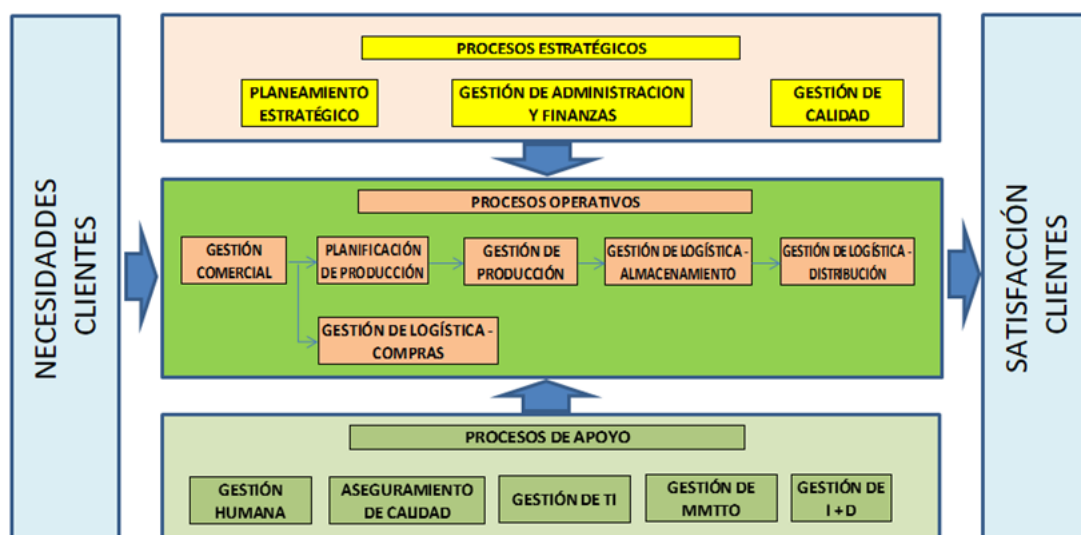 NECESIDADDES
CLIENTES
PROCESOS ESTRATÉGICOS
PLANEAMIENTO
ESTRATÉGICO
GESTIÓN DE ADMINISTRACION
Y FINANZAS
GESTIÓN DE
CALIDAD
PROCESOS OPERATIVOS
GESTIÓN
COMERCIAL
PLANIFICACIÓN
DE PRODUCCIÓN
GESTIÓN DE
PRODUCCIÓN
GESTIÓN DE LOGÍSTICA -
ALMACENAMIENTO
GESTIÓN DE LOGÍSTICA -
DISTRIBUCIÓN
GESTIÓN DE LOGÍSTICA -
COMPRAS
PROCESOS DE APOYO
GESTIÓN
HUMANA
ASEGURAMIENTO
DE CALIDAD
GESTIÓN DE TI
GESTIÓN DE
MMTTO
GESTIÓN DE
I + D
SATISFACCIÓN
CLIENTES